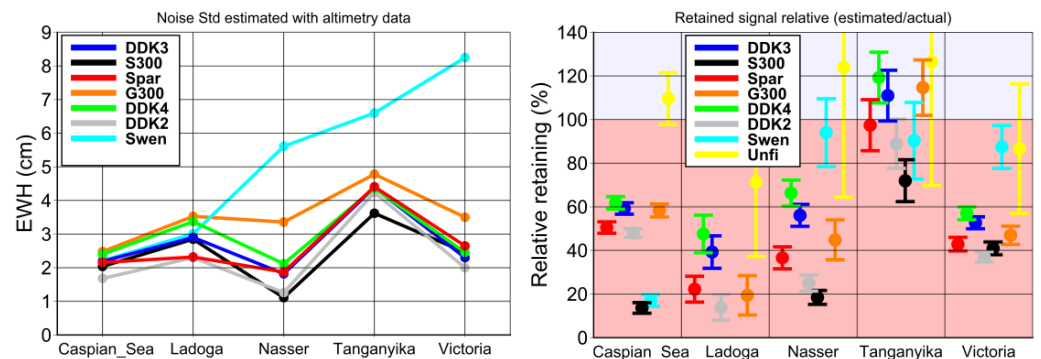 Noise Std estimated with altimetry data
EWH (cm)
9
8
7
6
5
4
3
2
1
0
DDK3
S300
Spar
G300
DDK4
DDK2
Swen
Caspian_Sea Ladoga Nasser Tanganyika Victoria
Retained signal relative (estimated/actual)
Relative retaining (%)
140
120
100
80
60
40
20
0
DDK3
S300
Spar
G300
DDK4
DDK2
Swen
Unfi
Caspian Sea Ladoga Nasser Tanganyika Victoria